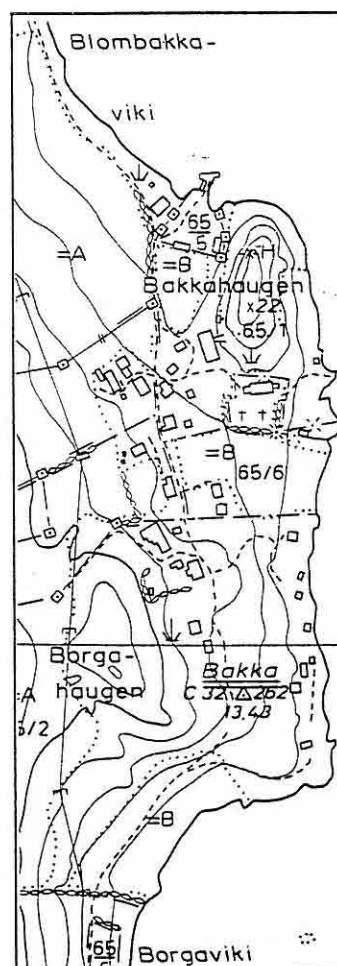 Blombakka-
viki
65
5
=A
=B
H
Bakkahaugen
x22
65/1
=B
65/6
Borga-
haugen
Bakka
C 32 △ 262
13.43
=A
5/2
=B
65
Borgaviki